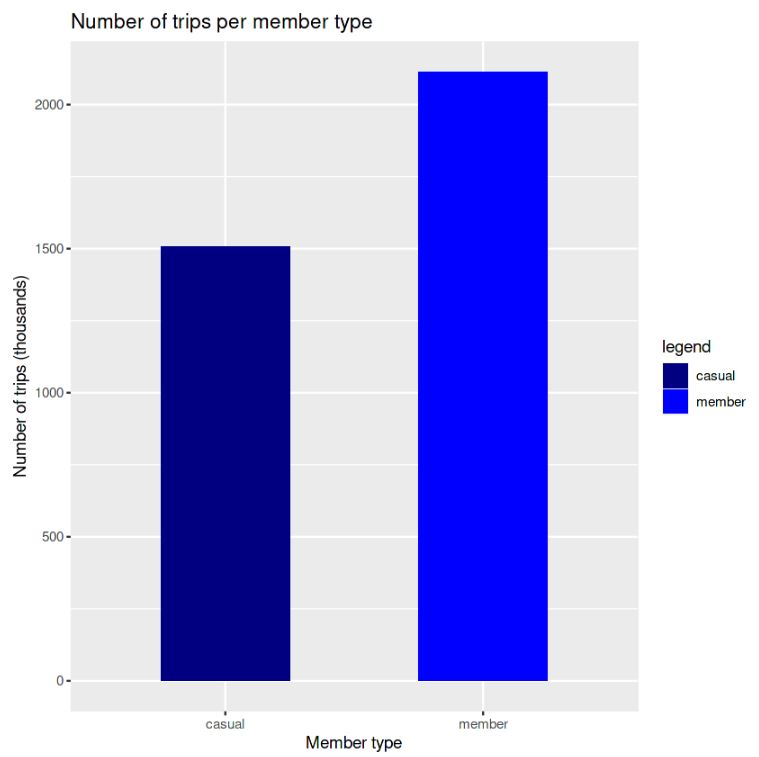 Number of trips per member type
Number of trips (thousands)
2000
1500
1000
500
0
casual
member
Member type
legend
casual
member